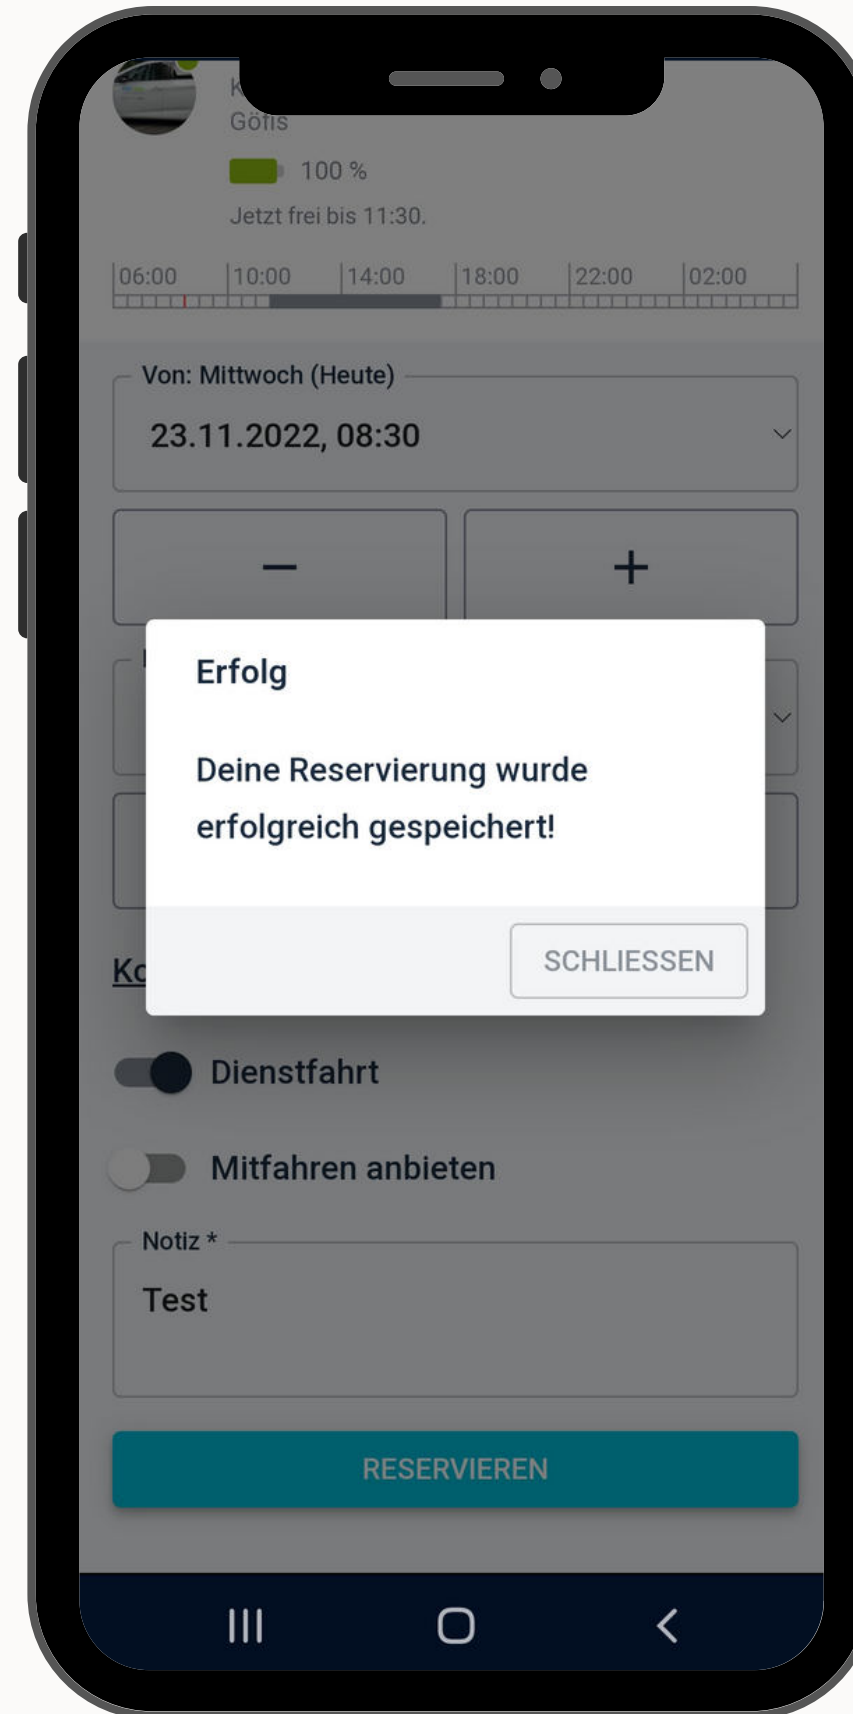 Göfis
100 %
Jetzt frei bis 11:30.
06:00 10:00 14:00 18:00 22:00 02:00
Von: Mittwoch (Heute)
23.11.2022, 08:30
Erfolg
Deine Reservierung wurde
erfolgreich gespeichert!
SCHLIESSEN
Dienstfahrt
Mitfahren anbieten
Notiz *
Test
RESERVIEREN